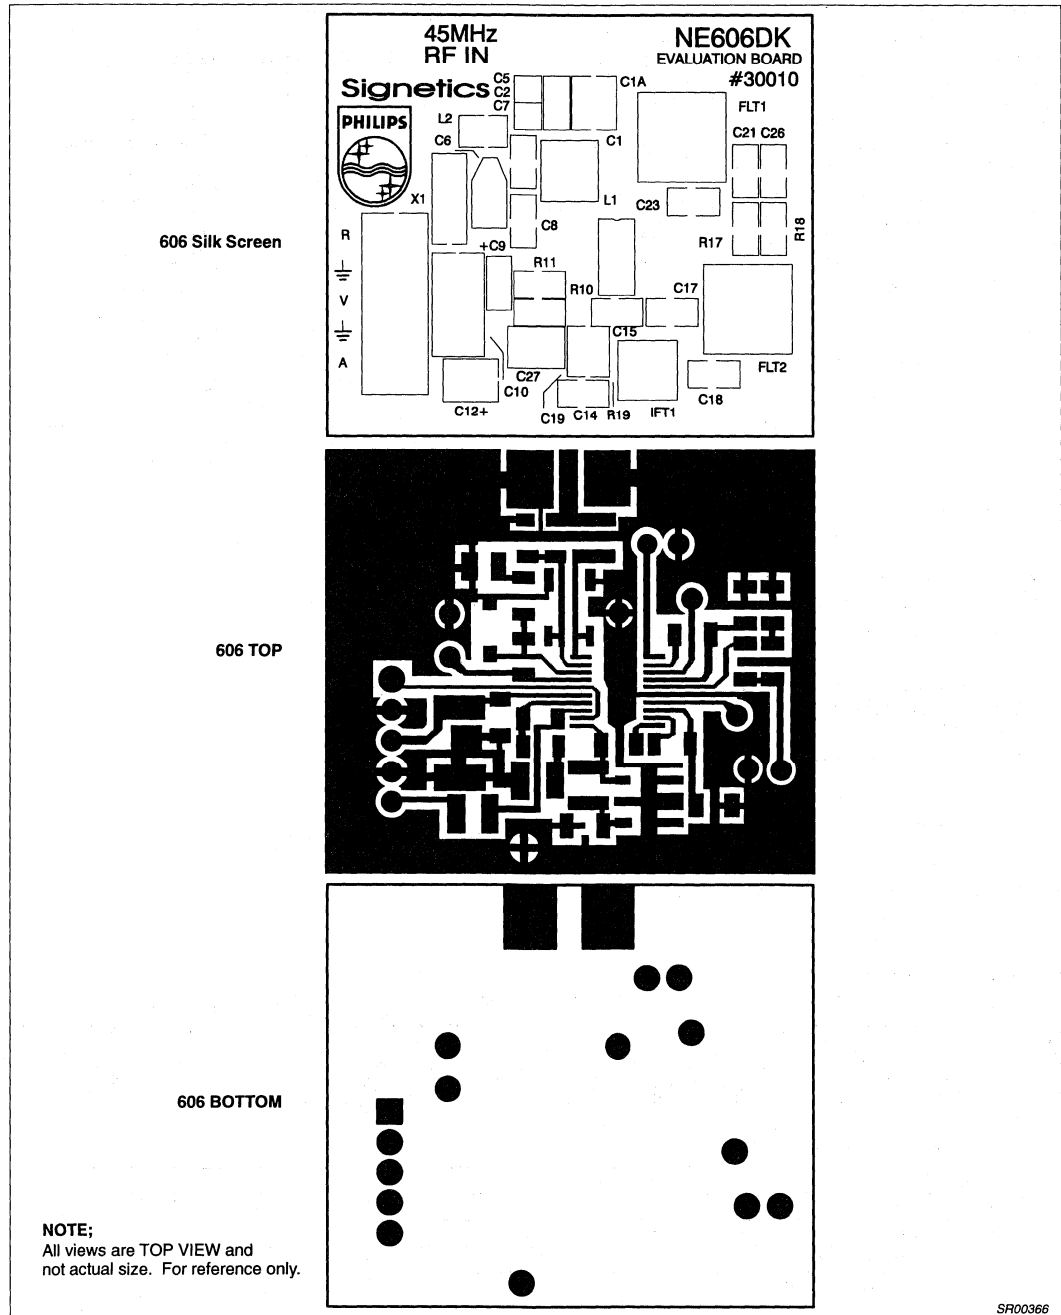 45MHz
RF IN
NE606DK
EVALUATION BOARD
#30010
Signetics
PHILIPS
C5
C2
C7
C1A
FLT1
L2
C6
C1
C21 C26
X1
L1
C23
C8
R17
R18
606 Silk Screen
R
+C9
R11
R10
C17
V
C15
A
C27
C10
FLT2
C12+
C19 C14 R19
IFT1
C18
606 TOP
606 BOTTOM
NOTE;
All views are TOP VIEW and
not actual size. For reference only.
SR00366